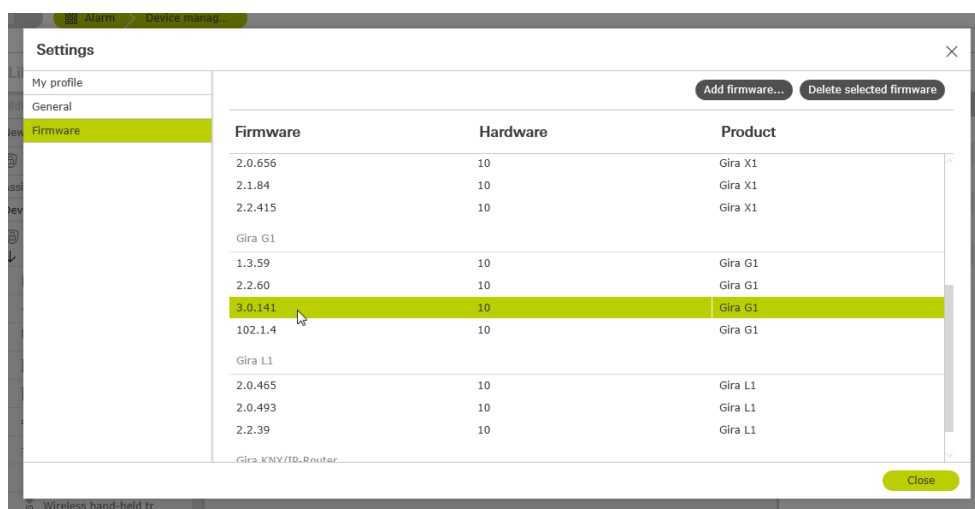 Alarm Device manag...
Settings
My profile
General
Firmware
Add firmware... Delete selected firmware
Firmware Hardware Product
2.0.656 10 Gira X1
2.1.84 10 Gira X1
2.2.415 10 Gira X1
Gira G1
1.3.59 10 Gira G1
2.2.60 10 Gira G1
3.0.141 10 Gira G1
102.1.4 10 Gira G1
Gira L1
2.0.465 10 Gira L1
2.0.493 10 Gira L1
2.2.39 10 Gira L1
Gira KNX/IP-Router
Close
Wireless hand-held tr